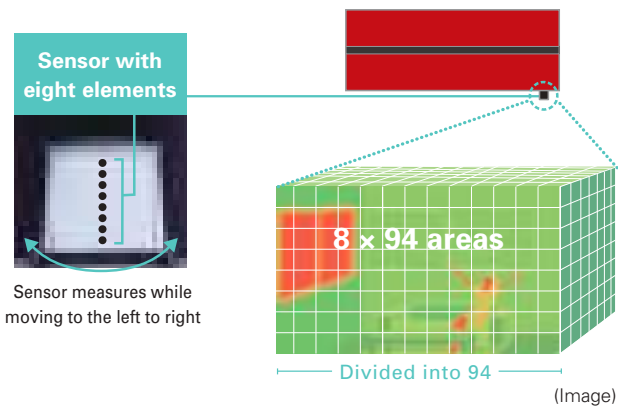 Sensor with
eight elements
8 × 94 areas
Sensor measures while
moving to the left to right
Divided into 94
(Image)